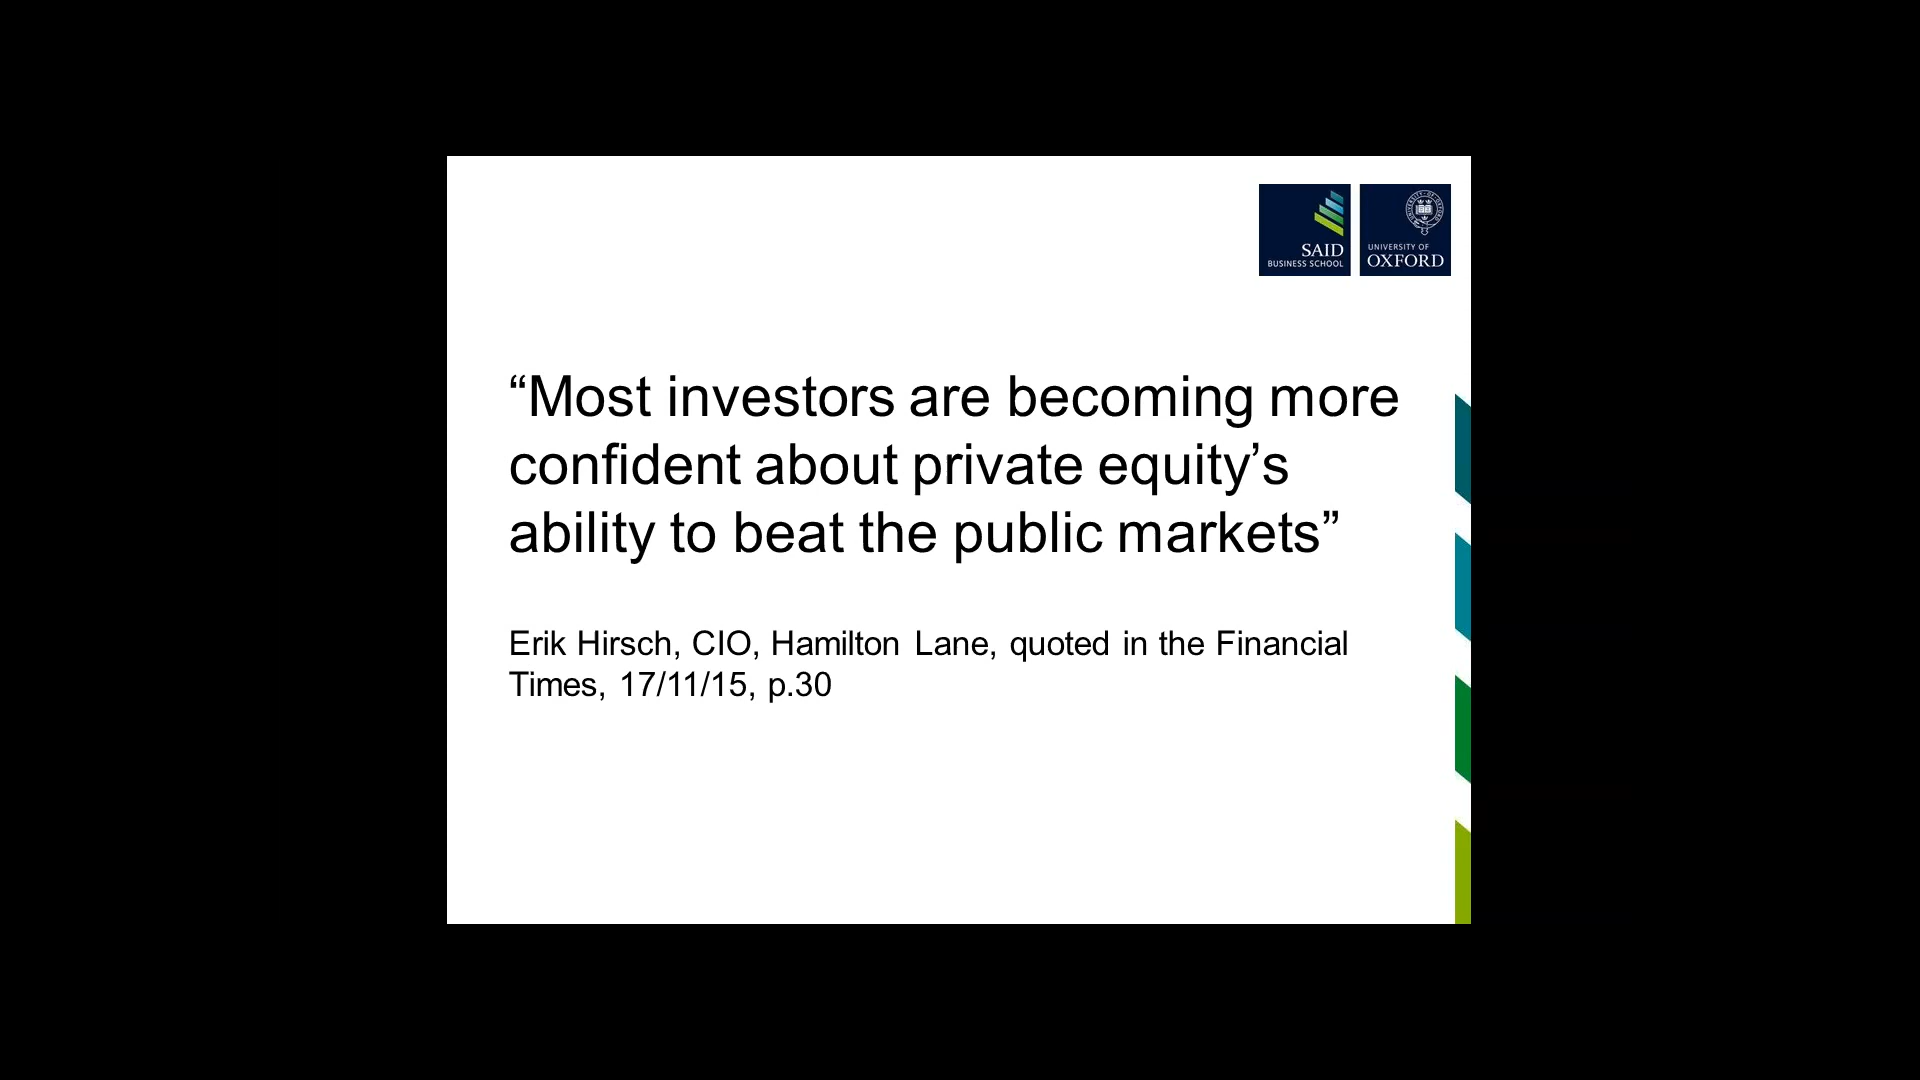 SAID
BUSINESS SCHOOL
UNIVERSITY OF
OXFORD
“Most investors are becoming more
confident about private equity’s
ability to beat the public markets”
Erik Hirsch, CIO, Hamilton Lane, quoted in the Financial
Times, 17/11/15, p.30